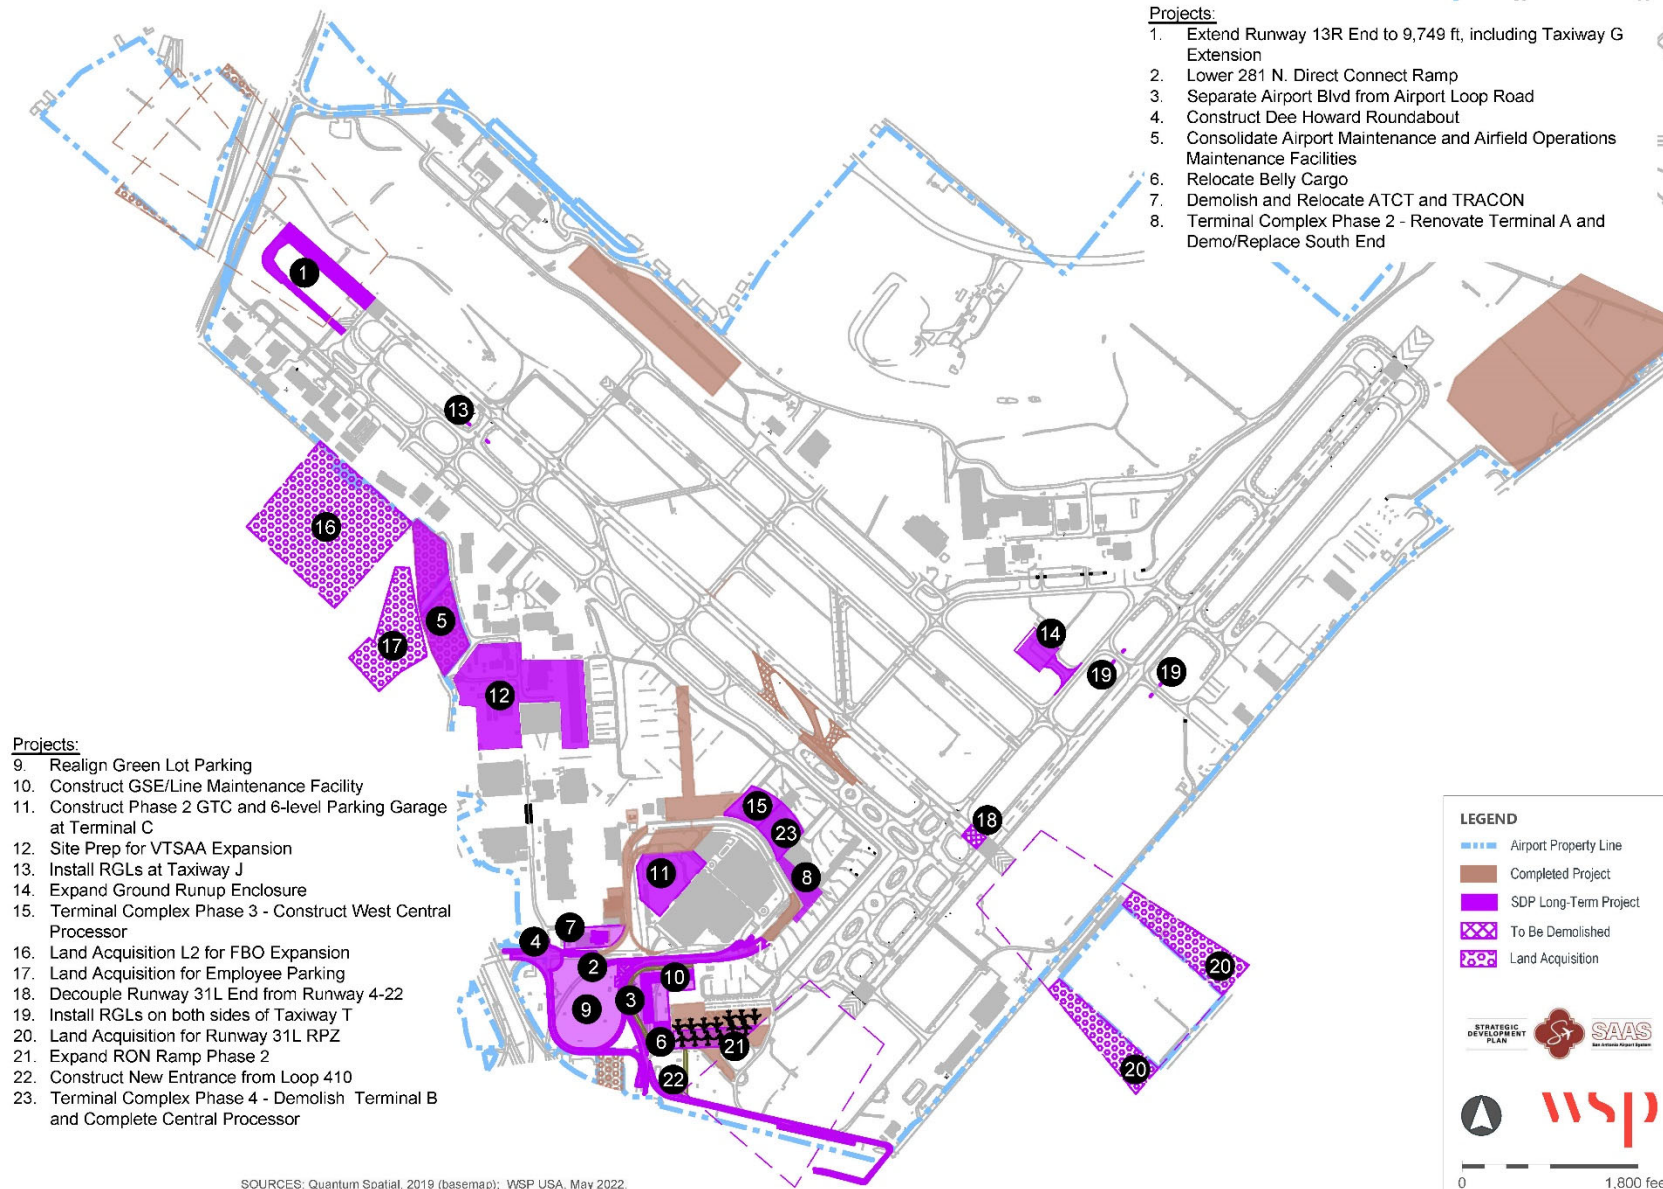 Projects:
1. Extend Runway 13R End to 9,749 ft, including Taxiway G
Extension
2. Lower 281 N. Direct Connect Ramp
3. Separate Airport Blvd from Airport Loop Road
4. Construct Dee Howard Roundabout
5. Consolidate Airport Maintenance and Airfield Operations
Maintenance Facilities
6. Relocate Belly Cargo
7. Demolish and Relocate ATCT and TRACON
8. Terminal Complex Phase 2 - Renovate Terminal A and
Demo/Replace South End
1
13
16
5
17
12
14
19
19
18
15
23
11
8
7
4
2
10
3
9
6
21
22
20
20
Projects:
9. Realign Green Lot Parking
10. Construct GSE/Line Maintenance Facility
11. Construct Phase 2 GTC and 6-level Parking Garage
at Terminal C
12. Site Prep for VTSAA Expansion
13. Install RGLs at Taxiway J
14. Expand Ground Runup Enclosure
15. Terminal Complex Phase 3 - Construct West Central
Processor
16. Land Acquisition L2 for FBO Expansion
17. Land Acquisition for Employee Parking
18. Decouple Runway 31L End from Runway 4-22
19. Install RGLs on both sides of Taxiway T
20. Land Acquisition for Runway 31L RPZ
21. Expand RON Ramp Phase 2
22. Construct New Entrance from Loop 410
23. Terminal Complex Phase 4 - Demolish Terminal B
and Complete Central Processor
LEGEND
Airport Property Line
Completed Project
SDP Long-Term Project
To Be Demolished
Land Acquisition
STRATEGIC
DEVELOPMENT
PLAN
SAAS
San Antonio Airport System
wsp
0 1,800 fee
SOURCES: Quantum Spatial, 2019 (basemap); WSP USA, May 2022.